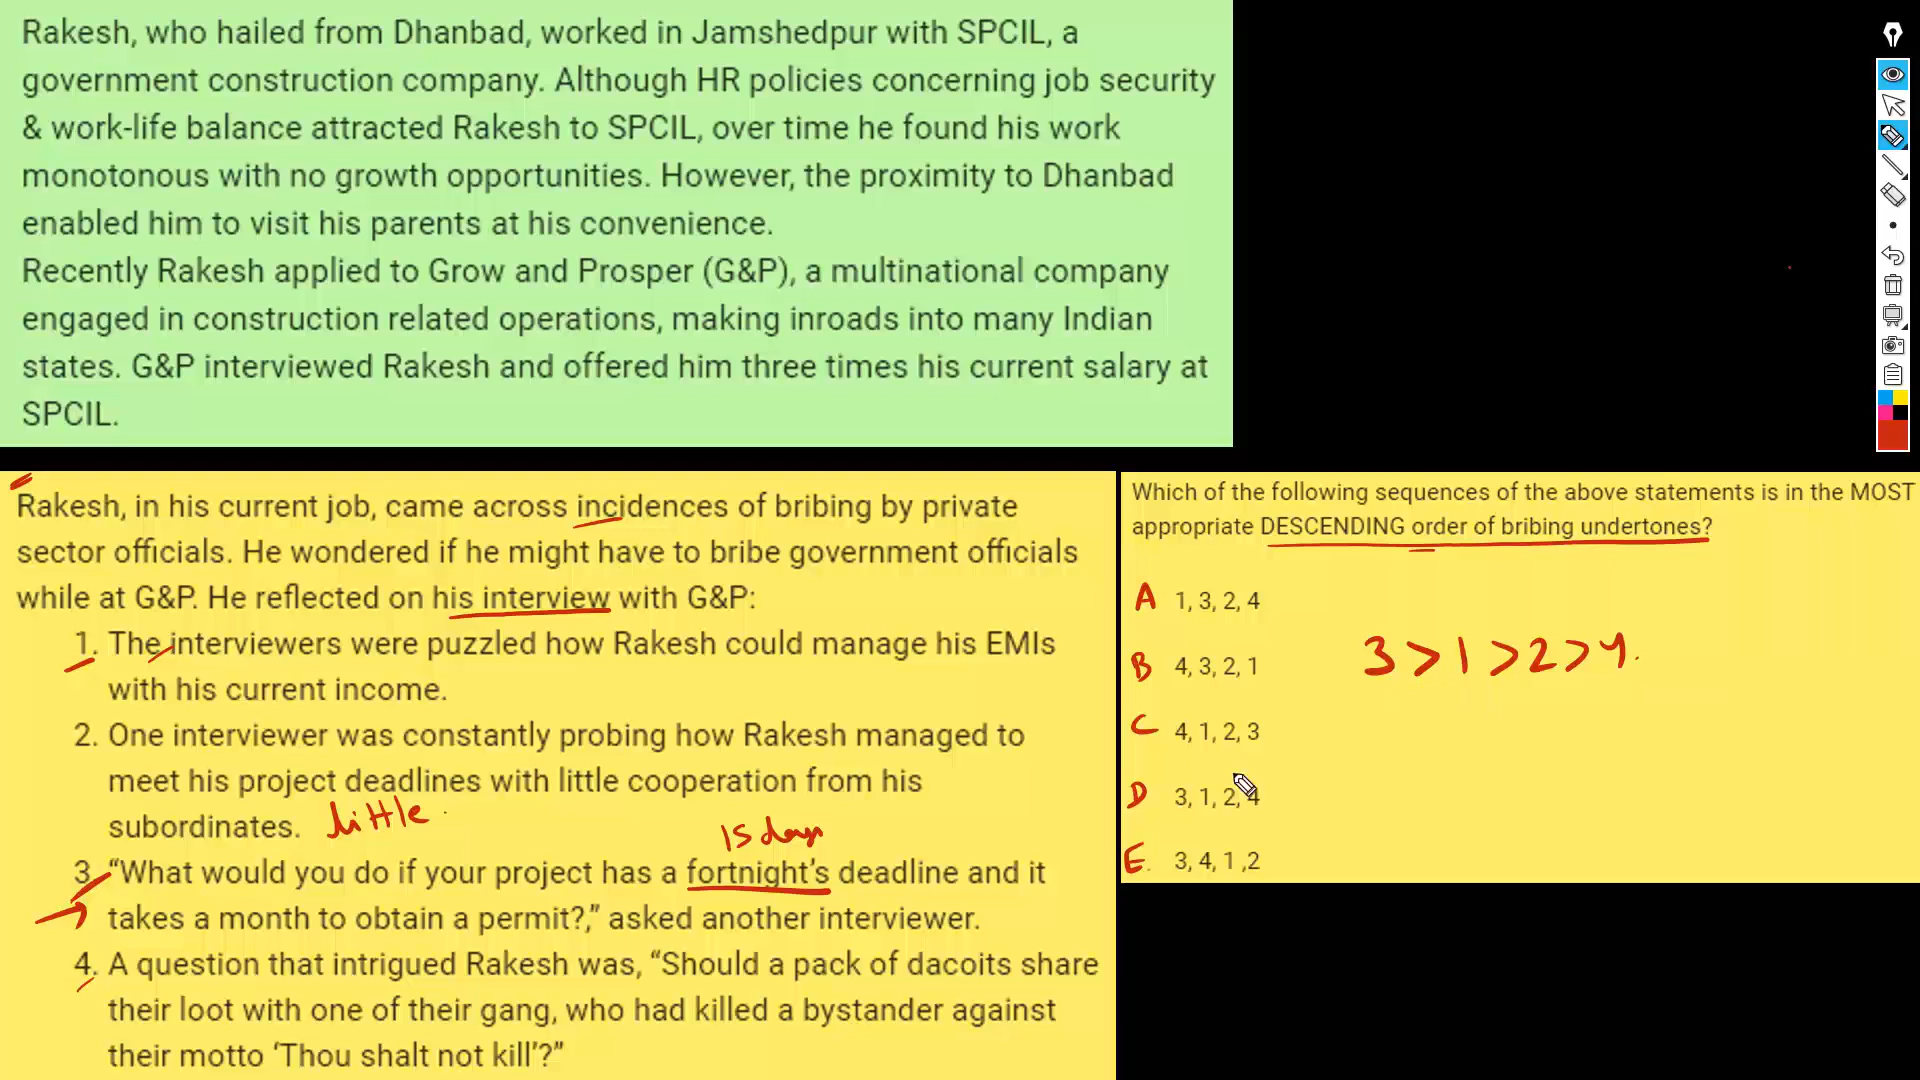 Rakesh, who hailed from Dhanbad, worked in Jamshedpur with SPCIL, a
government construction company. Although HR policies concerning job security
& work-life balance attracted Rakesh to SPCIL, over time he found his work
monotonous with no growth opportunities. However, the proximity to Dhanbad
enabled him to visit his parents at his convenience.
Recently Rakesh applied to Grow and Prosper (G&P), a multinational company
engaged in construction related operations, making inroads into many Indian
states. G&P interviewed Rakesh and offered him three times his current salary at
SPCIL.
Rakesh, in his current job, came across incidences of bribing by private
sector officials. He wondered if he might have to bribe government officials
while at G&P. He reflected on his interview with G&P:
1. The interviewers were puzzled how Rakesh could manage his EMIs
with his current income.
2. One interviewer was constantly probing how Rakesh managed to
meet his project deadlines with little cooperation from his
subordinates. little
15 days
3. “What would you do if your project has a fortnight’s deadline and it
takes a month to obtain a permit?,” asked another interviewer.
4. A question that intrigued Rakesh was, “Should a pack of dacoits share
their loot with one of their gang, who had killed a bystander against
their motto ‘Thou shalt not kill’?”
Which of the following sequences of the above statements is in the MOST
appropriate DESCENDING order of bribing undertones?
A 1, 3, 2, 4
3 > 1 > 2 > 4
B 4, 3, 2, 1
C 4, 1, 2, 3
D 3, 1, 2, 4
E. 3, 4, 1 ,2